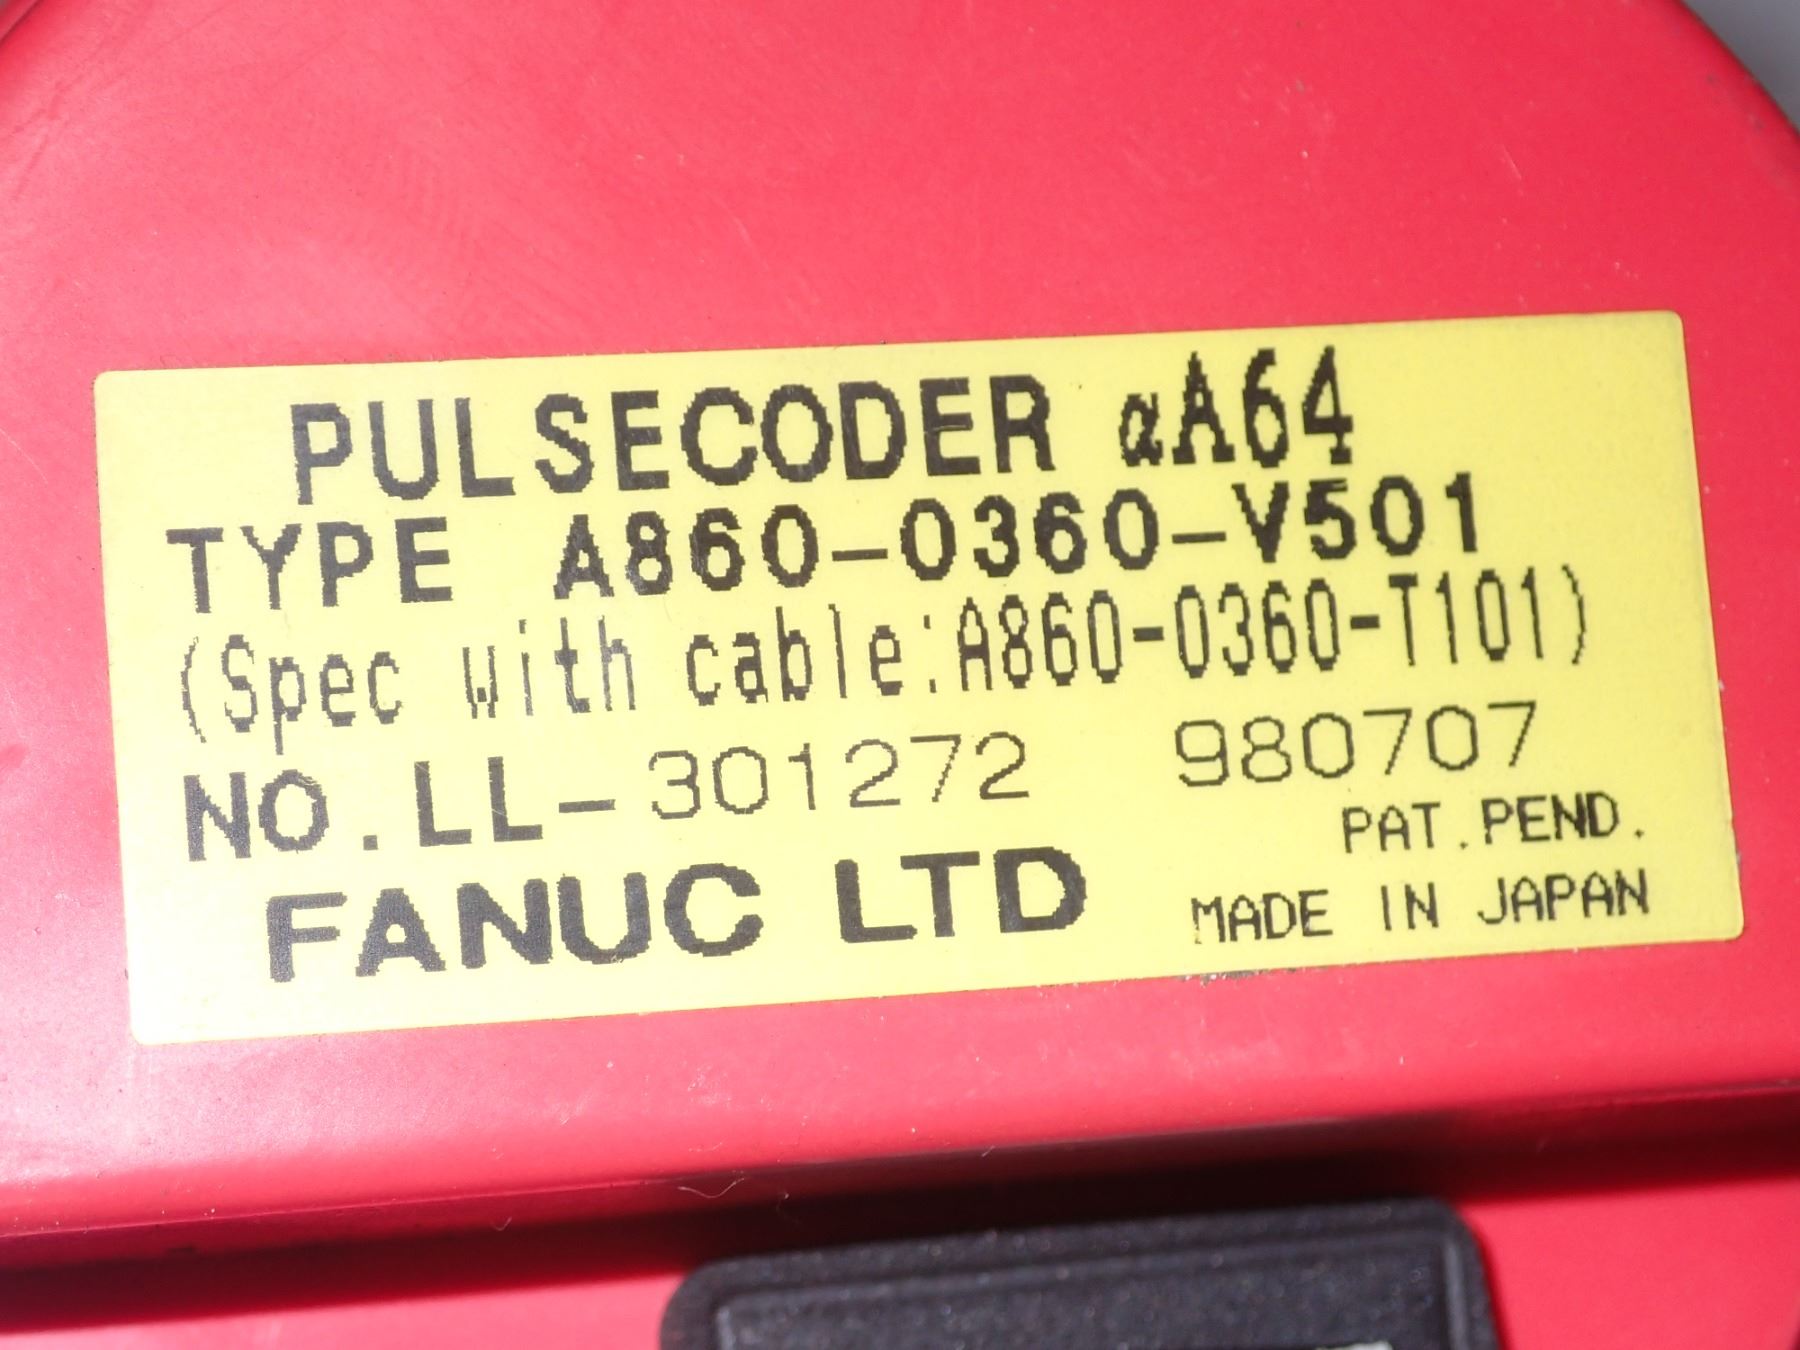 PULSECODER αA64
TYPE A860-0360-V501
(Spec with cable:A860-0360-T101)
NO.LL-301272 980707
PAT.PEND.
FANUC LTD MADE IN JAPAN